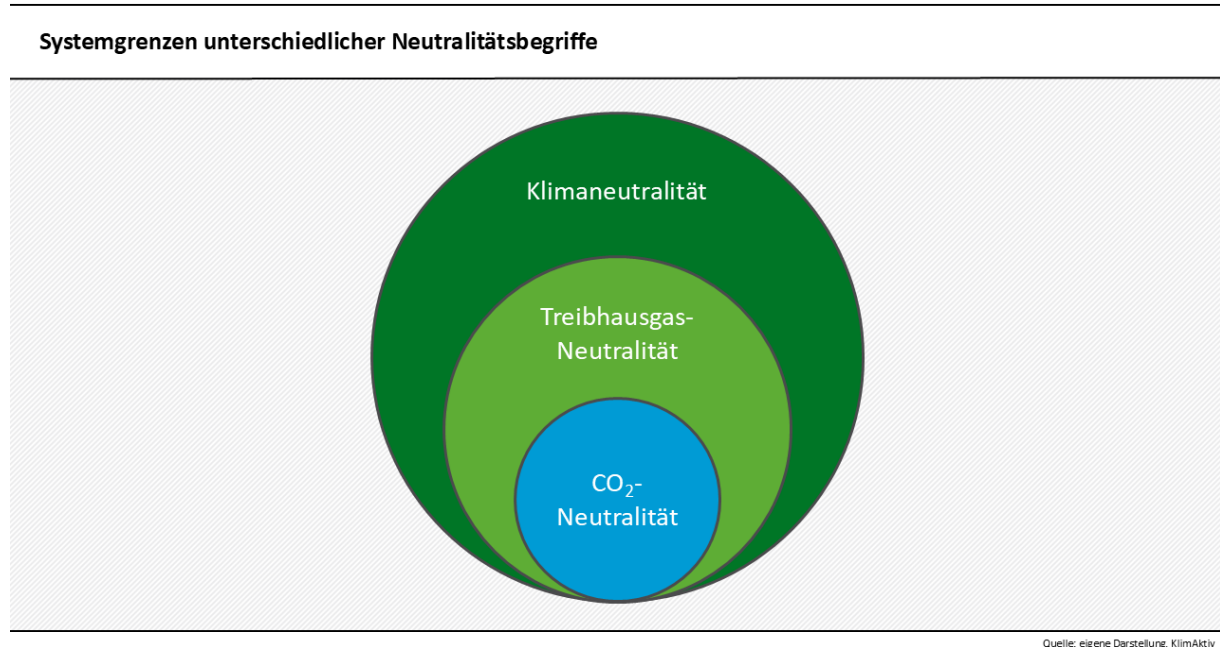 Systemgrenzen unterschiedlicher Neutralitätsbegriffe
Klimaneutralität
Treibhausgas-
Neutralität
CO₂-
Neutralität
Quelle: eigene Darstellung, KlimAktiv